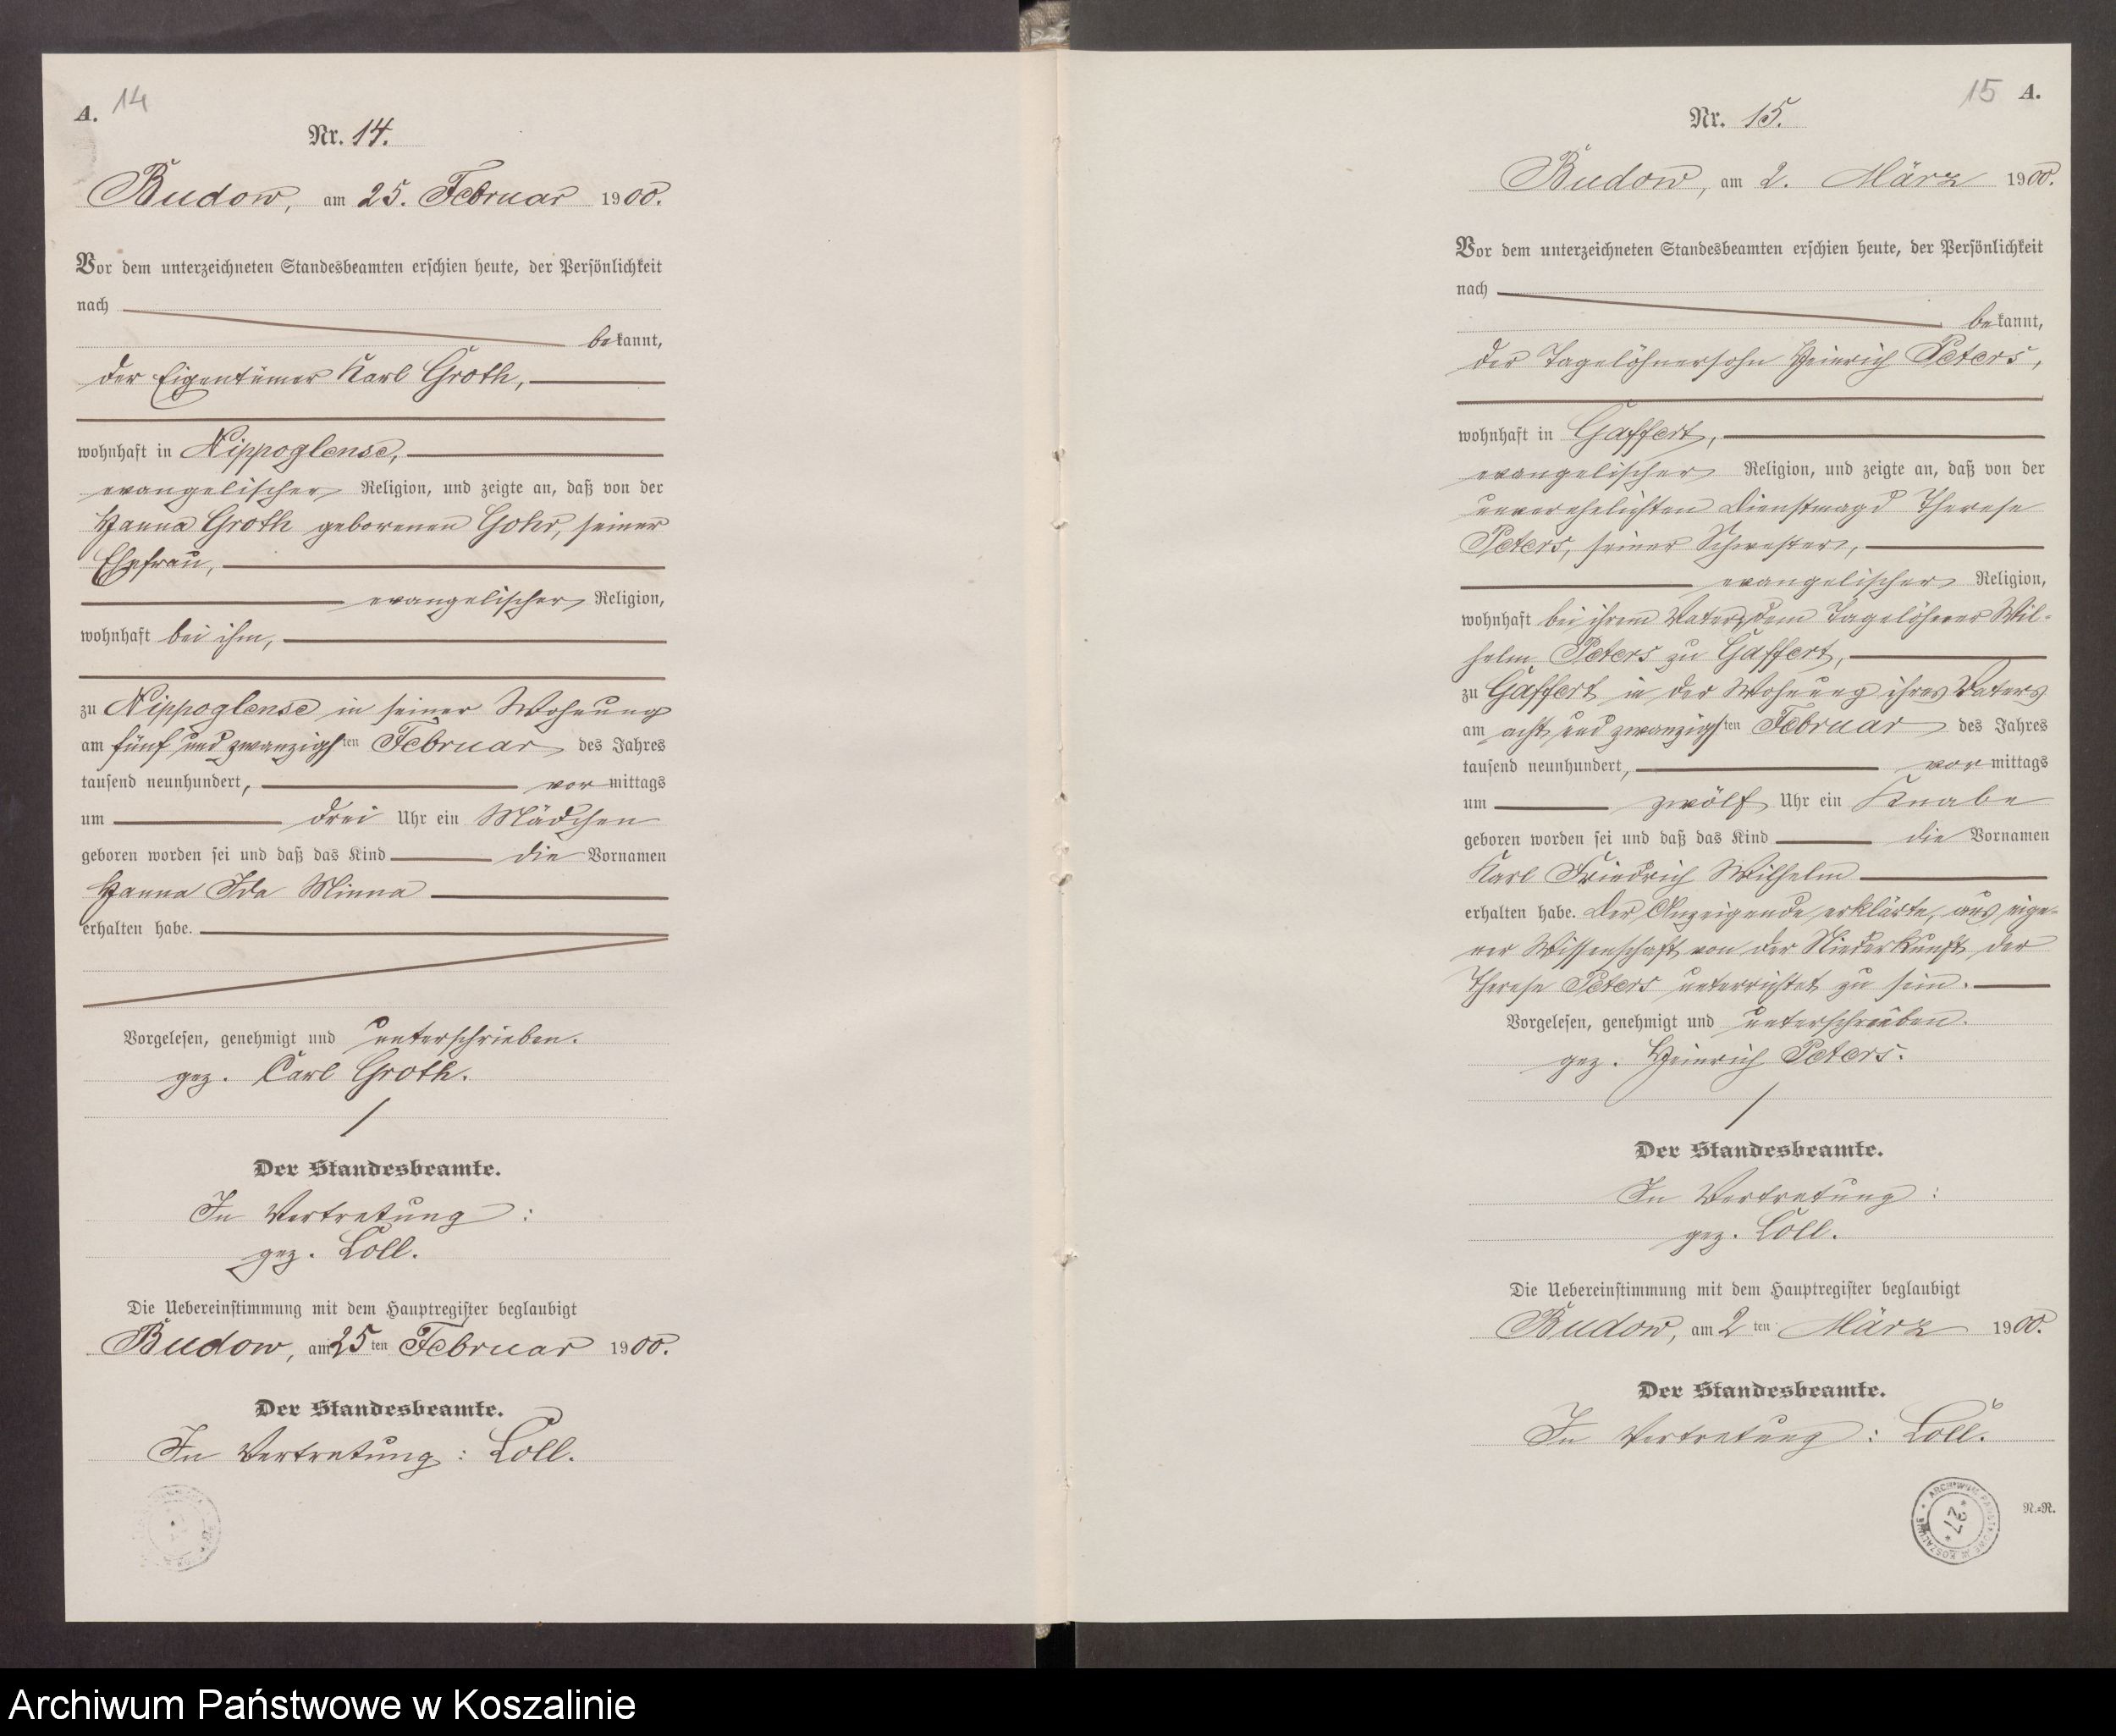 A. 14
Nr. 14.
Budow, am 25. Februar 1900.
Vor dem unterzeichneten Standesbeamten erschien heute, der Persönlichkeit
nach
bekannt,
der Eigentümer Karl Groth,
wohnhaft in Nippoglense,
evangelischer Religion, und zeigte an, daß von der
Hanna Groth geborenen Gohr, seiner
Ehefrau,
evangelischer Religion,
wohnhaft bei ihm,
zu Nippoglense in seiner Wohnung
am fünf und zwanzigsten Februar des Jahres
tausend neunhundert, vormittags
um drei Uhr ein Mädchen
geboren worden sei und daß das Kind die Vornamen
Hanna Ida Minna
erhalten habe.
Vorgelesen, genehmigt und unterschrieben.
gez. Carl Groth.
Der Standesbeamte.
In Vertretung:
gez. Loll.
Die Uebereinstimmung mit dem Hauptregister beglaubigt
Budow, am 25ten Februar 1900.
Der Standesbeamte.
In Vertretung: Loll.
15 A.
Nr. 15.
Budow, am 2. März 1900.
Vor dem unterzeichneten Standesbeamten erschien heute, der Persönlichkeit
nach
bekannt,
der Tagelöhnersohn Heinrich Peters,
wohnhaft in Gaffert,
evangelischer Religion, und zeigte an, daß von der
unverehelichten Dienstmagd Therese
Peters, seiner Schwester,
evangelischer Religion,
wohnhaft bei ihrem Vater, dem Tagelöhner Wil-
helm Peters zu Gaffert,
zu Gaffert in der Wohnung ihres Vaters
am acht und zwanzigsten Februar des Jahres
tausend neunhundert, vormittags
um zwölf Uhr ein Knabe
geboren worden sei und daß das Kind die Vornamen
Karl Friedrich Wilhelm
erhalten habe. Der Anzeigende erklärte, aus eige-
ner Wissenschaft von der Niederkunft der
Therese Peters unterrichtet zu sein.
Vorgelesen, genehmigt und unterschrieben.
gez. Heinrich Peters.
Der Standesbeamte.
In Vertretung:
gez. Loll.
Die Uebereinstimmung mit dem Hauptregister beglaubigt
Budow, am 2ten März 1900.
Der Standesbeamte.
In Vertretung: Loll.
ARCHIWUM PAŃSTWOWE W KOSZALINIE
* 27 *
N.=R.
Archiwum Państwowe w Koszalinie